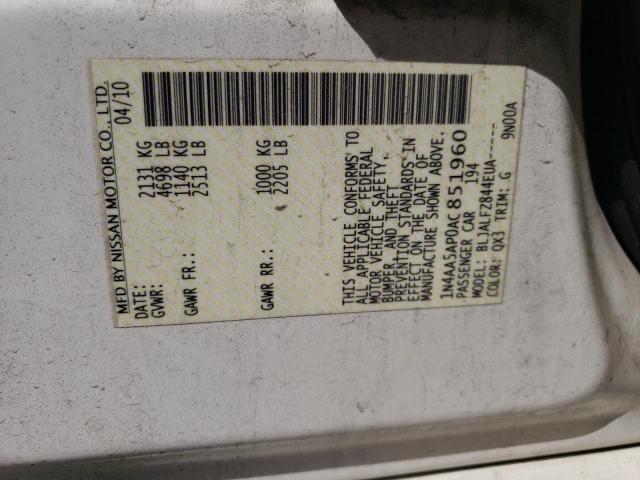 MFD BY NISSAN MOTOR CO., LTD.
DATE: 04/10
GVWR: 2131 KG
4698 LB
GAWR FR.: 1140 KG
2513 LB
GAWR RR.: 1000 KG
2205 LB
THIS VEHICLE CONFORMS TO
ALL APPLICABLE FEDERAL
MOTOR VEHICLE SAFETY,
BUMPER, AND THEFT
PREVENTION STANDARDS IN
EFFECT ON THE DATE OF
MANUFACTURE SHOWN ABOVE.
1N4AA5AP0AC851960
PASSENGER CAR 194
MODEL: BLJALFZ844EUA-----
COLOR: QX3 TRIM: G 9N00A